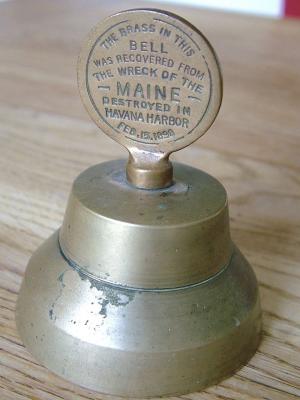 THE BRASS IN THIS
BELL
WAS RECOVERED FROM
THE WRECK OF THE
MAINE
DESTROYED IN
HAVANA HARBOR
FEB. 15. 1898